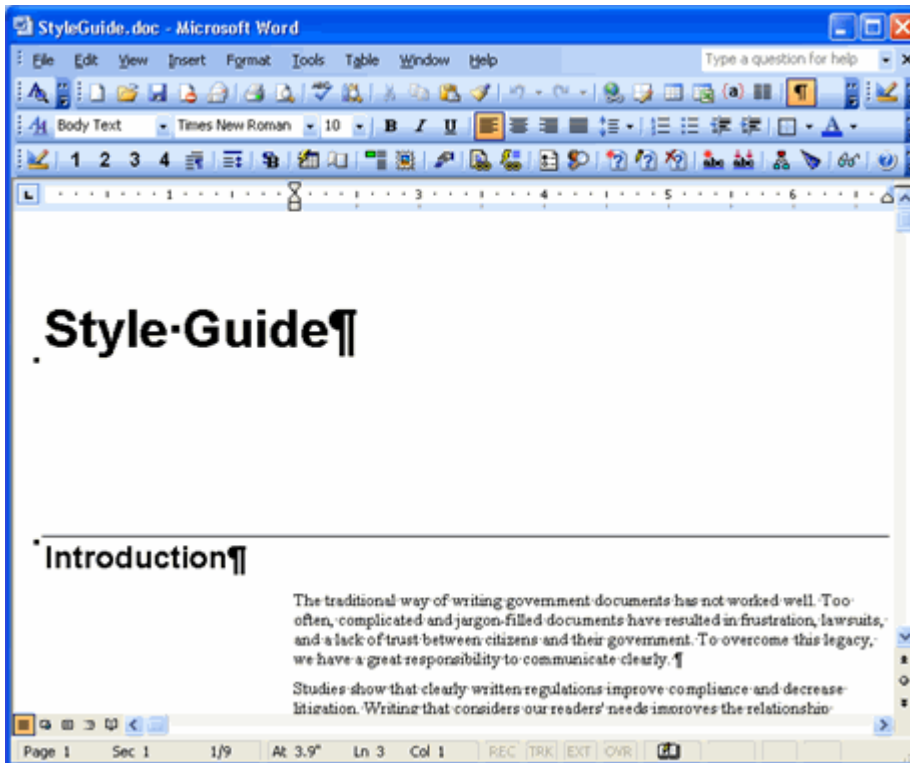 StyleGuide.doc - Microsoft Word
File Edit View Insert Format Tools Table Window Help Type a question for help
Body Text Times New Roman 10 B I U
1 2 3 4
1 3 4 5 6
Style·Guide¶
Introduction¶
The·traditional·way·of·writing·government·documents·has·not·worked·well.·Too·
often,·complicated·and·jargon-filled·documents·have·resulted·in·frustration,·lawsuits,·
and·a·lack·of·trust·between·citizens·and·their·government.·To·overcome·this·legacy,·
we·have·a·great·responsibility·to·communicate·clearly.·¶
Studies·show·that·clearly·written·regulations·improve·compliance·and·decrease·
litigation.·Writing·that·considers·our·readers'·needs·improves·the·relationship·
Page 1 Sec 1 1/9 At 3.9" Ln 3 Col 1 REC TRK EXT OVR